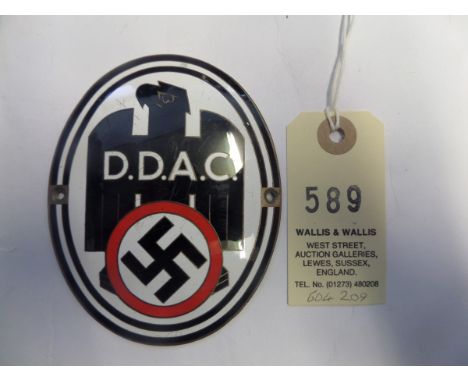 D.D.A.C.
589
WALLIS & WALLIS
WEST STREET,
AUCTION GALLERIES,
LEWES, SUSSEX,
ENGLAND.
TEL. No. (01273) 480208
604 209